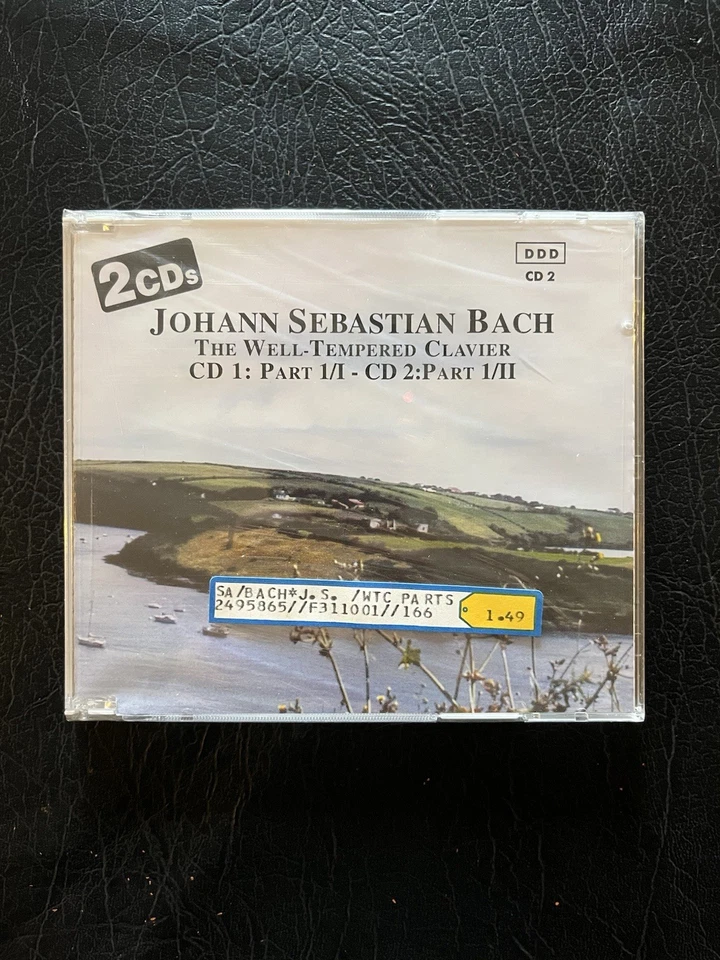 2CDs
DDD
CD 2
JOHANN SEBASTIAN BACH
THE WELL-TEMPERED CLAVIER
CD 1: PART 1/I - CD 2:PART 1/II
SA/BACH*J.S. /WTC PARTS
2495865//F311001//166
1.49